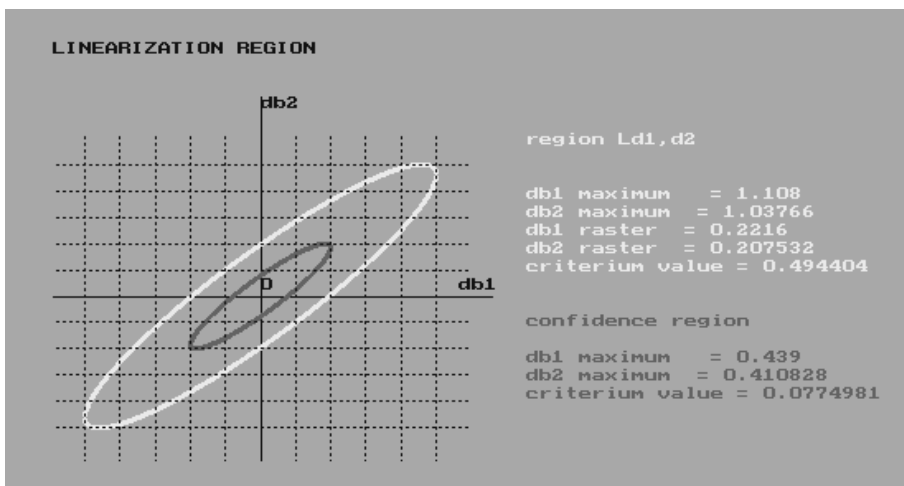 LINEARIZATION REGION
db2
0
db1
region Ld1,d2
db1 maximum = 1.108
db2 maximum = 1.03766
db1 raster = 0.2216
db2 raster = 0.207532
criterium value = 0.494404
confidence region
db1 maximum = 0.439
db2 maximum = 0.410828
criterium value = 0.0774981